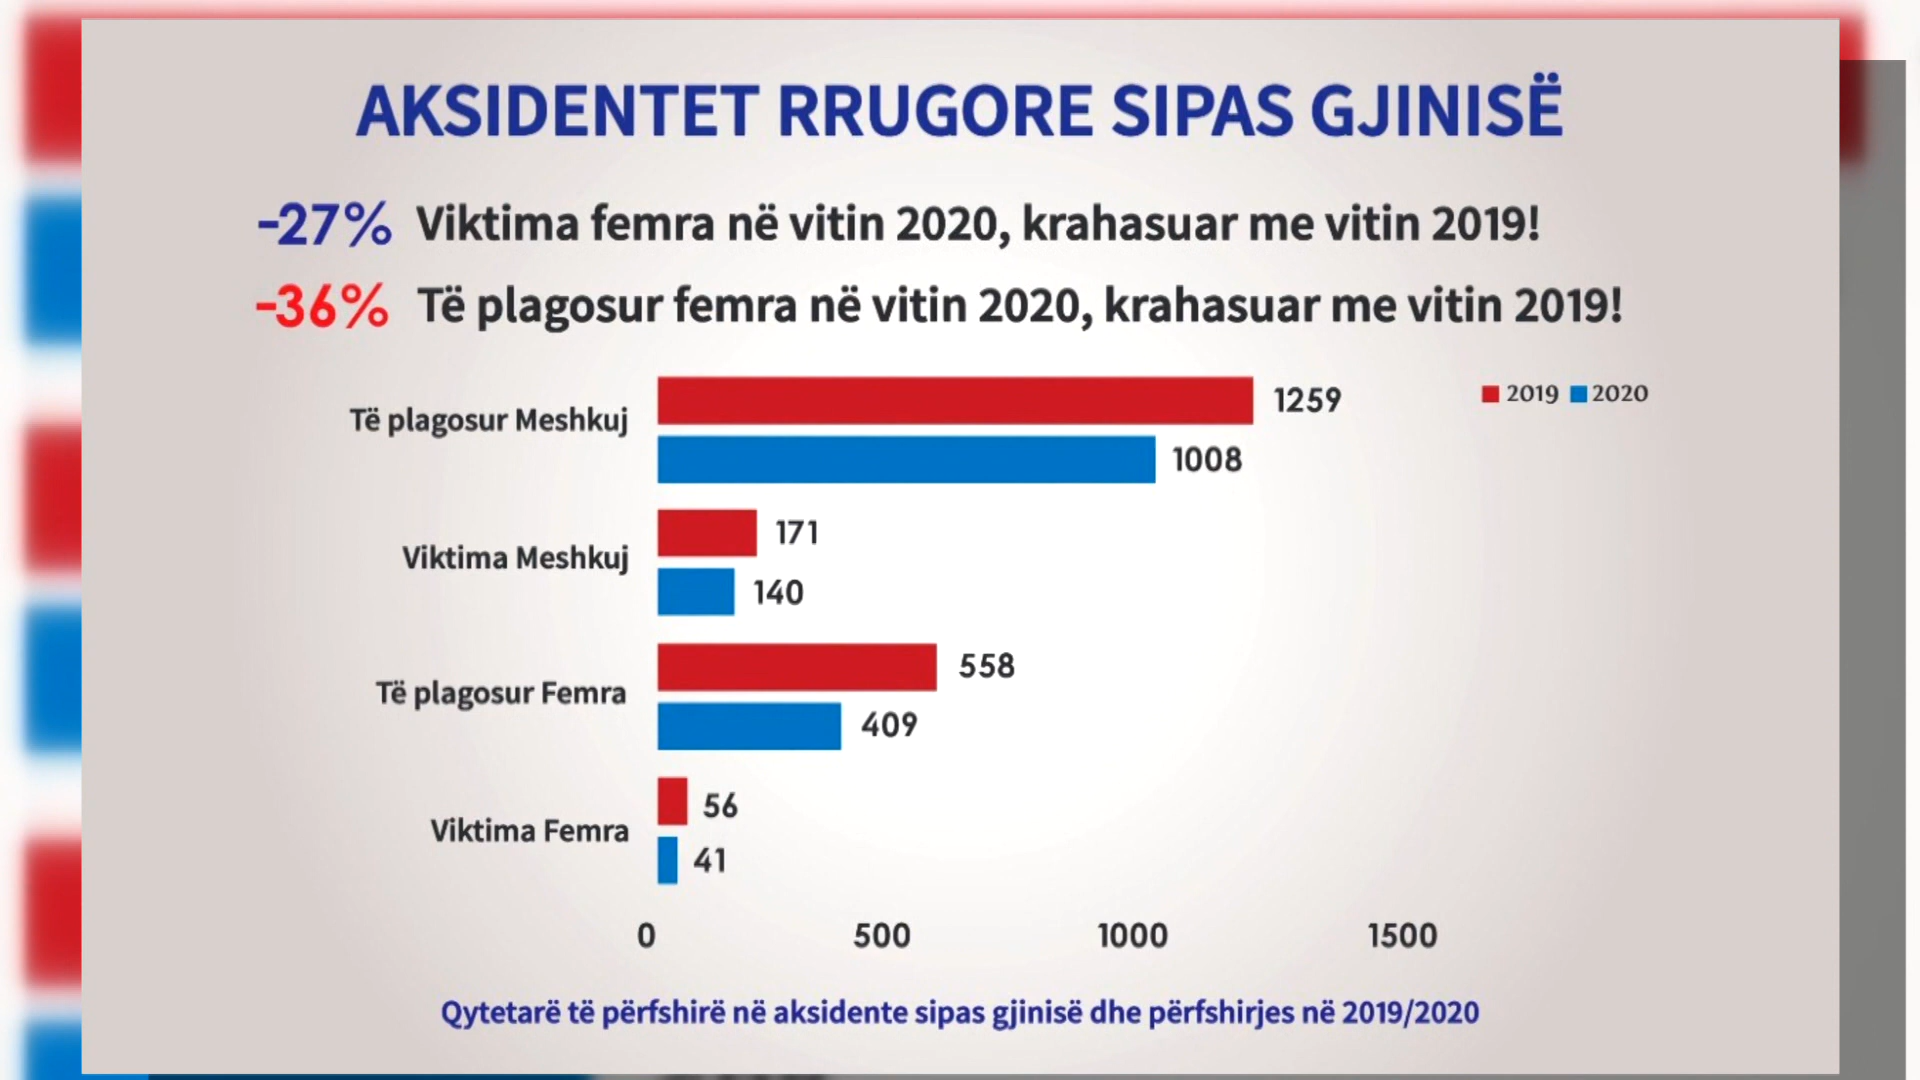 AKSIDENTET RRUGORE SIPAS GJINISË
-27% Viktima femra në vitin 2020, krahasuar me vitin 2019!
-36% Të plagosur femra në vitin 2020, krahasuar me vitin 2019!
2019 2020
Të plagosur Meshkuj
1259
1008
Viktima Meshkuj
171
140
Të plagosur Femra
558
409
Viktima Femra
56
41
0 500 1000 1500
Qytetarë të përfshirë në aksidente sipas gjinisë dhe përfshirjes në 2019/2020